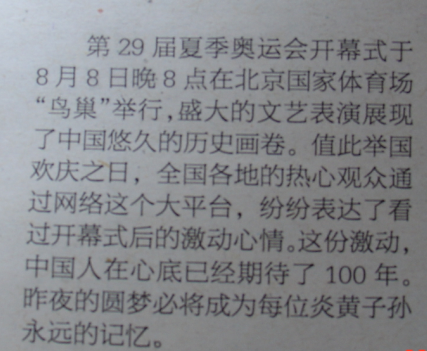 第29届夏季奥运会开幕式于
8月8日晚8点在北京国家体育场
“鸟巢”举行,盛大的文艺表演展现
了中国悠久的历史画卷。值此举国
欢庆之日，全国各地的热心观众通
过网络这个大平台，纷纷表达了看
过开幕式后的激动心情。这份激动，
中国人在心底已经期待了100年。
昨夜的圆梦必将成为每位炎黄子孙
永远的记忆。